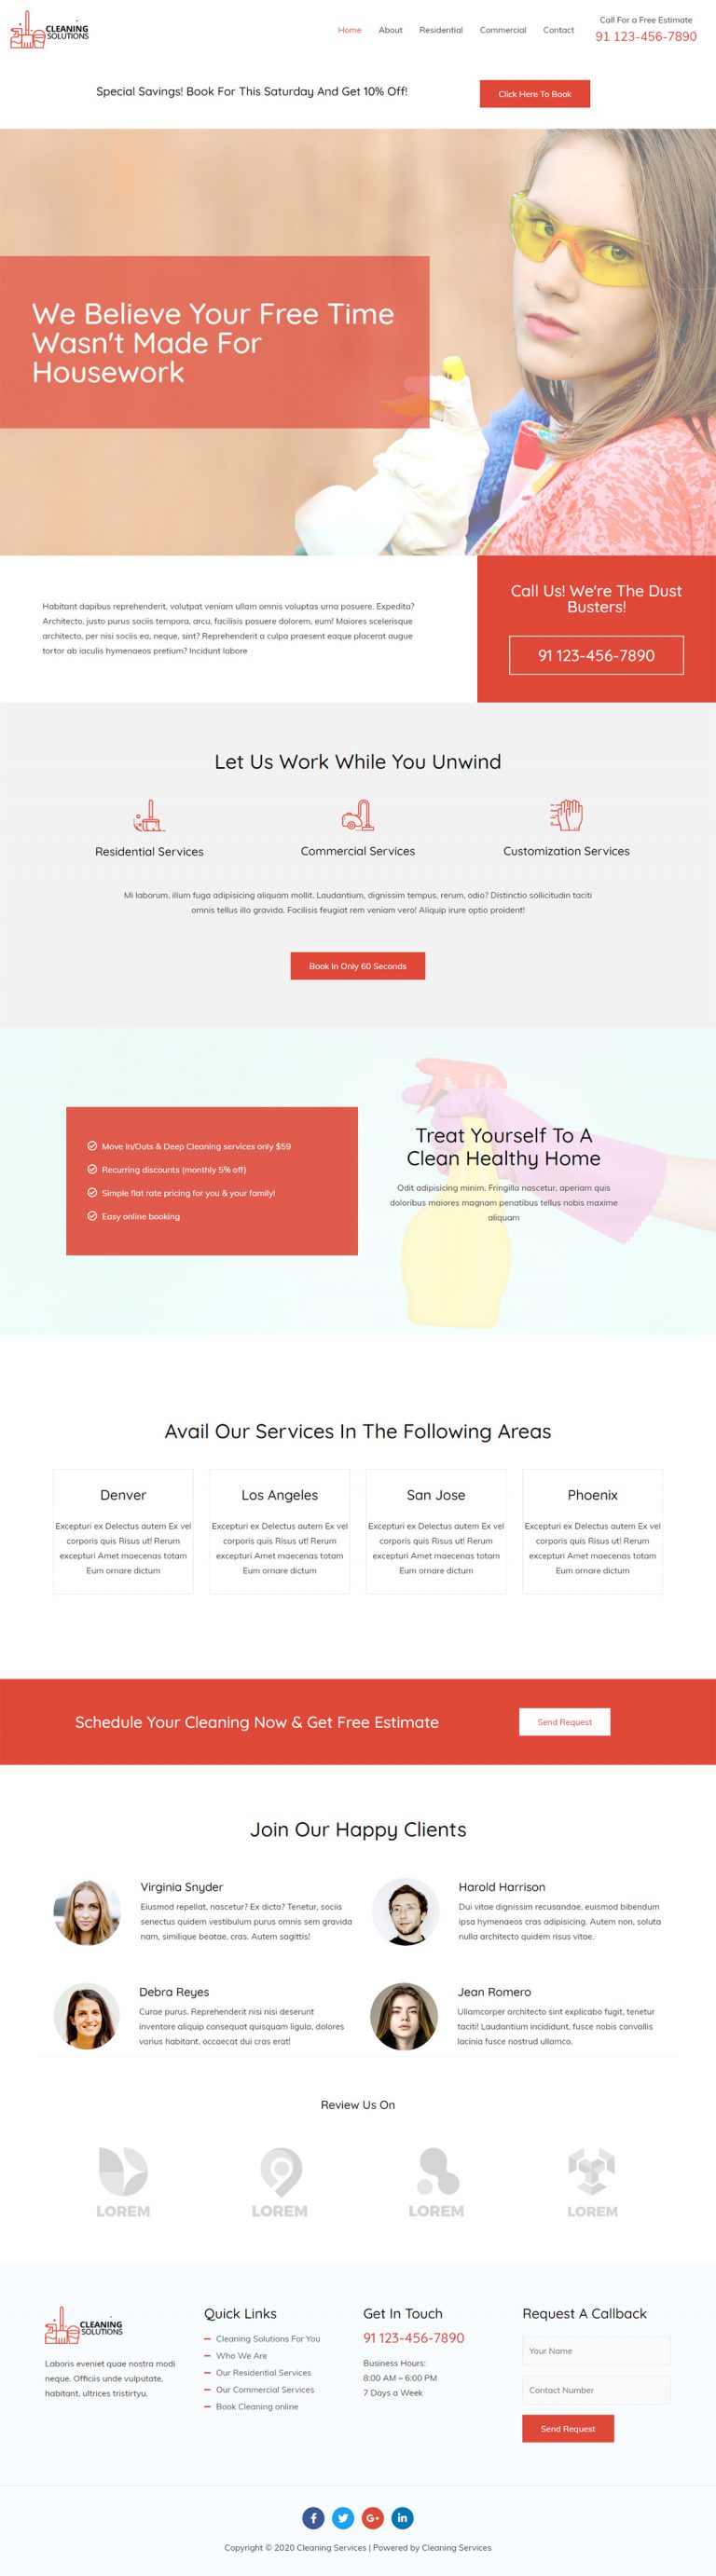 CLEANING
SOLUTIONS
Home About Residential Commercial Contact
Call For a Free Estimate
91 123-456-7890
Special Savings! Book For This Saturday And Get 10% Off!
Click Here To Book
We Believe Your Free Time
Wasn't Made For
Housework
Habitant dapibus reprehenderit, volutpat veniam ullam omnis voluptas urna posuere. Expedita?
Architecto, justo purus sociis tempora, arcu, facilisis posuere dolorem, eum! Maiores scelerisque
architecto, per nisi sociis ea, neque, sint? Reprehenderit a culpa praesent eaque placerat augue
tortor ab iaculis hymenaeos pretium? Incidunt labore
Call Us! We're The Dust
Busters!
91 123-456-7890
Let Us Work While You Unwind
Residential Services
Commercial Services
Customization Services
Mi laborum, illum fuga adipisicing aliquam mollit. Laudantium, dignissim tempus, rerum, odio? Distinctio sollicitudin taciti
omnis tellus illo gravida. Facilisis feugiat rem veniam vero! Aliquip irure optio proident!
Book In Only 60 Seconds
Move In/Outs & Deep Cleaning services only $59
Recurring discounts (monthly 5% off)
Simple flat rate pricing for you & your family!
Easy online booking
Treat Yourself To A
Clean Healthy Home
Odit adipisicing minim. Fringilla nascetur, aperiam quis
doloribus maiores magnam penatibus tellus nobis maxime
aliquam
Avail Our Services In The Following Areas
Denver
Excepturi ex Delectus autem Ex vel
corporis quis Risus ut! Rerum
excepturi Amet maecenas totam
Eum ornare dictum
Los Angeles
Excepturi ex Delectus autem Ex vel
corporis quis Risus ut! Rerum
excepturi Amet maecenas totam
Eum ornare dictum
San Jose
Excepturi ex Delectus autem Ex vel
corporis quis Risus ut! Rerum
excepturi Amet maecenas totam
Eum ornare dictum
Phoenix
Excepturi ex Delectus autem Ex vel
corporis quis Risus ut! Rerum
excepturi Amet maecenas totam
Eum ornare dictum
Schedule Your Cleaning Now & Get Free Estimate
Send Request
Join Our Happy Clients
Virginia Snyder
Eiusmod repellat, nascetur? Ex dicta? Tenetur, sociis
senectus quidem vestibulum purus omnis sem gravida
nam, similique beatae, cras. Autem sagittis!
Harold Harrison
Dui vitae dignissim recusandae, euismod bibendum
ipsa hymenaeos cras adipisicing. Autem non, soluta
nulla architecto quidem risus vitae.
Debra Reyes
Curae purus. Reprehenderit nisi nisi deserunt
inventore aliquip consequat quisquam ligula, dolores
varius habitant, occaecat dui cras erat!
Jean Romero
Ullamcorper architecto sint explicabo fugit, tenetur
taciti! Laudantium incididunt, fusce nobis convallis
lacinia fusce nostrud ullamco.
Review Us On
LOREM
LOREM
LOREM
LOREM
CLEANING
SOLUTIONS
Laboris eveniet quae nostra modi
neque. Officiis unde vulputate,
habitant, ultrices tristirtyu.
Quick Links
Cleaning Solutions For You
Who We Are
Our Residential Services
Our Commercial Services
Book Cleaning online
Get In Touch
91 123-456-7890
Business Hours:
8:00 AM – 6:00 PM
7 Days a Week
Request A Callback
Your Name
Contact Number
Send Request
Copyright © 2020 Cleaning Services | Powered by Cleaning Services